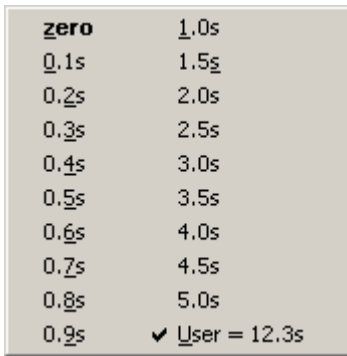 zero 1.0s
0.1s 1.5s
0.2s 2.0s
0.3s 2.5s
0.4s 3.0s
0.5s 3.5s
0.6s 4.0s
0.7s 4.5s
0.8s 5.0s
0.9s ✔ User = 12.3s